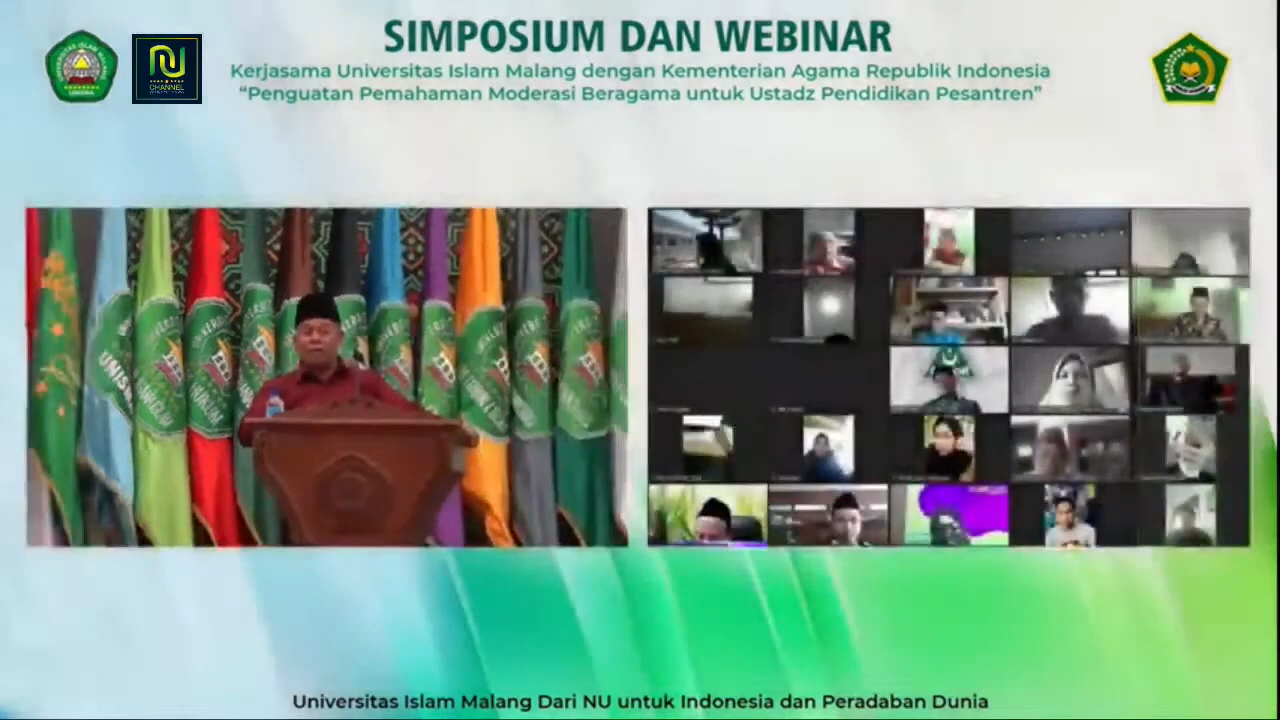 SIMPOSIUM DAN WEBINAR
Kerjasama Universitas Islam Malang dengan Kementerian Agama Republik Indonesia
“Penguatan Pemahaman Moderasi Beragama untuk Ustadz Pendidikan Pesantren”
CHANNEL
Universitas Islam Malang Dari NU untuk Indonesia dan Peradaban Dunia